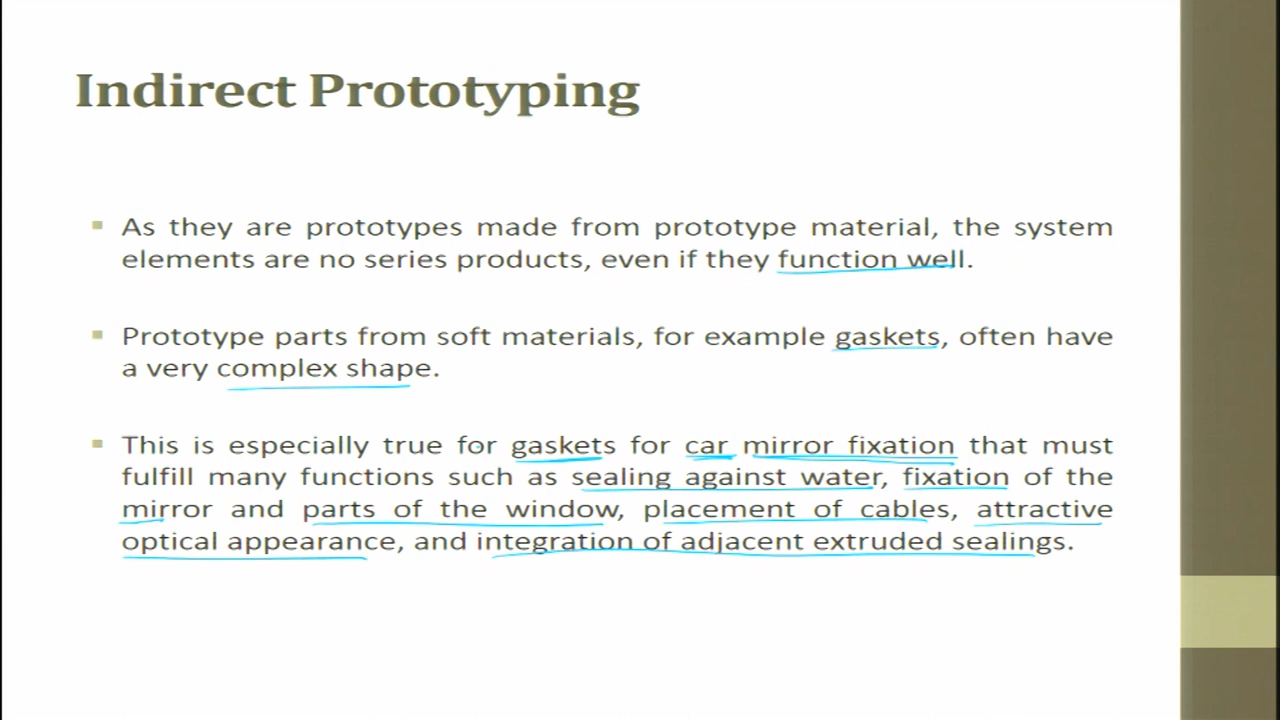 Indirect Prototyping
As they are prototypes made from prototype material, the system
elements are no series products, even if they function well.
Prototype parts from soft materials, for example gaskets, often have
a very complex shape.
This is especially true for gaskets for car mirror fixation that must
fulfill many functions such as sealing against water, fixation of the
mirror and parts of the window, placement of cables, attractive
optical appearance, and integration of adjacent extruded sealings.